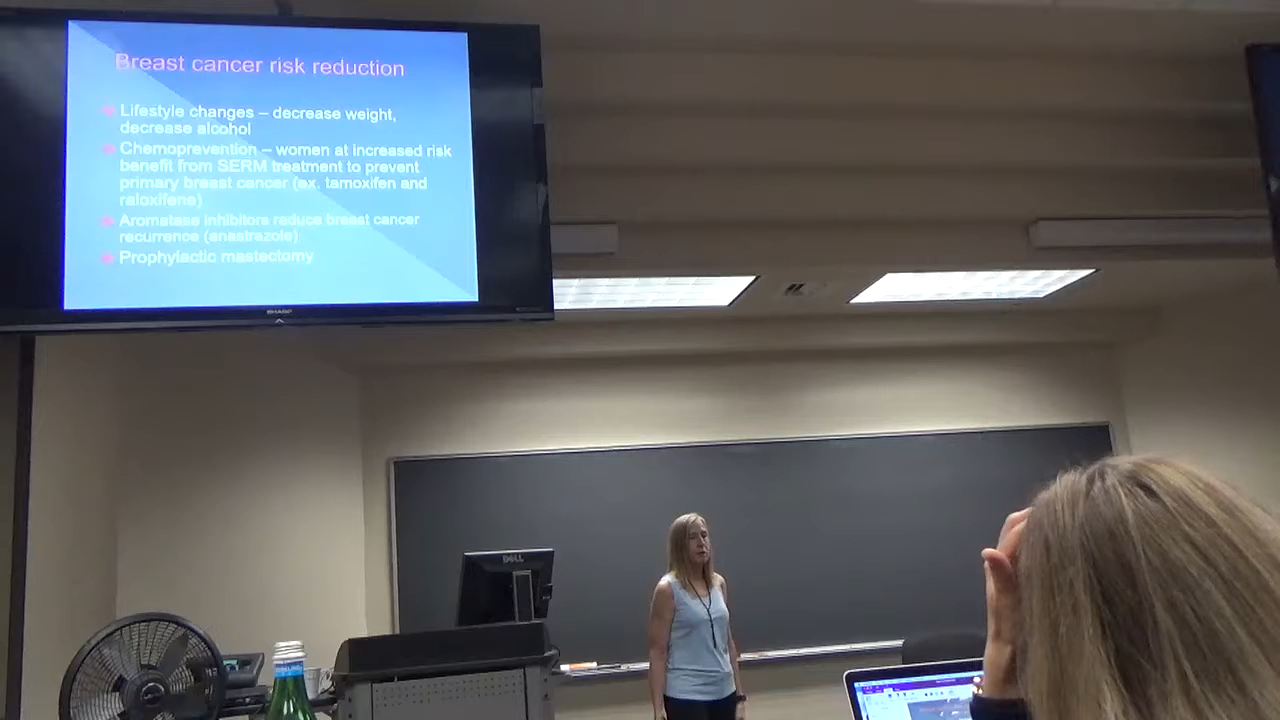 Breast cancer risk reduction
Lifestyle changes – decrease weight,
decrease alcohol
Chemoprevention – women at increased risk
benefit from SERM treatment to prevent
primary breast cancer (ex. tamoxifen and
raloxifene)
Aromatase inhibitors reduce breast cancer
recurrence (anastrazole)
Prophylactic mastectomy
SHARP
DELL